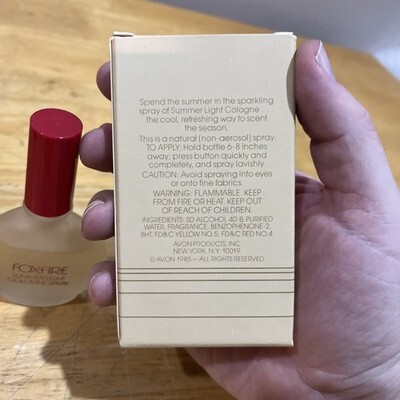 Spend the summer in the sparkling
spray of Summer Light Cologne . . .
the cool, refreshing way to scent
the season.
This is a natural (non-aerosol) spray.
TO APPLY: Hold bottle 6-8 inches
away; press button quickly and
completely, and spray lavishly.
CAUTION: Avoid spraying into eyes
or onto fine fabrics.
WARNING: FLAMMABLE. KEEP
FROM FIRE OR HEAT. KEEP OUT
OF REACH OF CHILDREN.
INGREDIENTS: SD ALCOHOL 40 & PURIFIED
WATER, FRAGRANCE, BENZOPHENONE-2,
BHT, FD&C YELLOW NO. 5, FD&C RED NO. 4.
AVON PRODUCTS, INC.
NEW YORK, N.Y. 10019
© AVON 1985—ALL RIGHTS RESERVED
FOXFIRE
SUMMER LIGHT
COLOGNE SPRAY